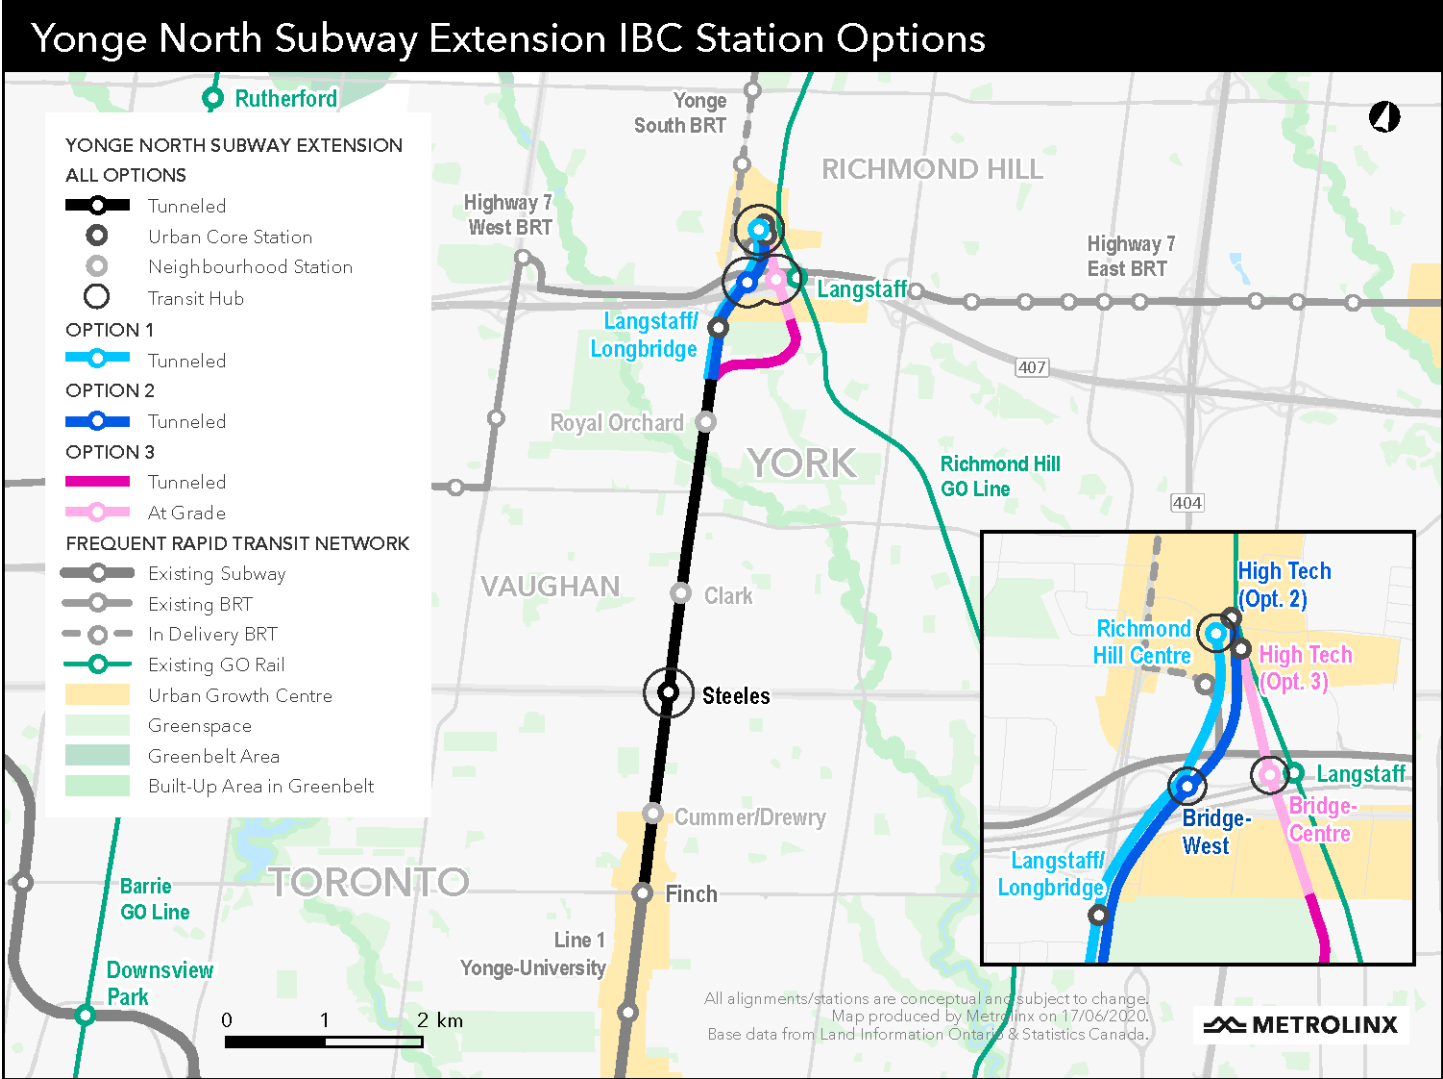 Yonge North Subway Extension IBC Station Options
Rutherford
YONGE NORTH SUBWAY EXTENSION
ALL OPTIONS
Tunneled
Urban Core Station
Neighbourhood Station
Transit Hub
OPTION 1
Tunneled
OPTION 2
Tunneled
OPTION 3
Tunneled
At Grade
FREQUENT RAPID TRANSIT NETWORK
Existing Subway
Existing BRT
In Delivery BRT
Existing GO Rail
Urban Growth Centre
Greenspace
Greenbelt Area
Built-Up Area in Greenbelt
Yonge
South BRT
RICHMOND HILL
Highway 7
West BRT
Highway 7
East BRT
Langstaff
Langstaff/
Longbridge
407
Royal Orchard
YORK
Richmond Hill
GO Line
404
VAUGHAN
Clark
Steeles
Cummer/Drewry
TORONTO
Finch
Barrie
GO Line
Line 1
Yonge-University
Downsview
Park
0 1 2 km
High Tech
(Opt. 2)
Richmond
Hill Centre
High Tech
(Opt. 3)
Langstaff
Bridge-
Centre
Bridge-
West
Langstaff/
Longbridge
All alignments/stations are conceptual and subject to change.
Map produced by Metrolinx on 17/06/2020.
Base data from Land Information Ontario & Statistics Canada.
METROLINX